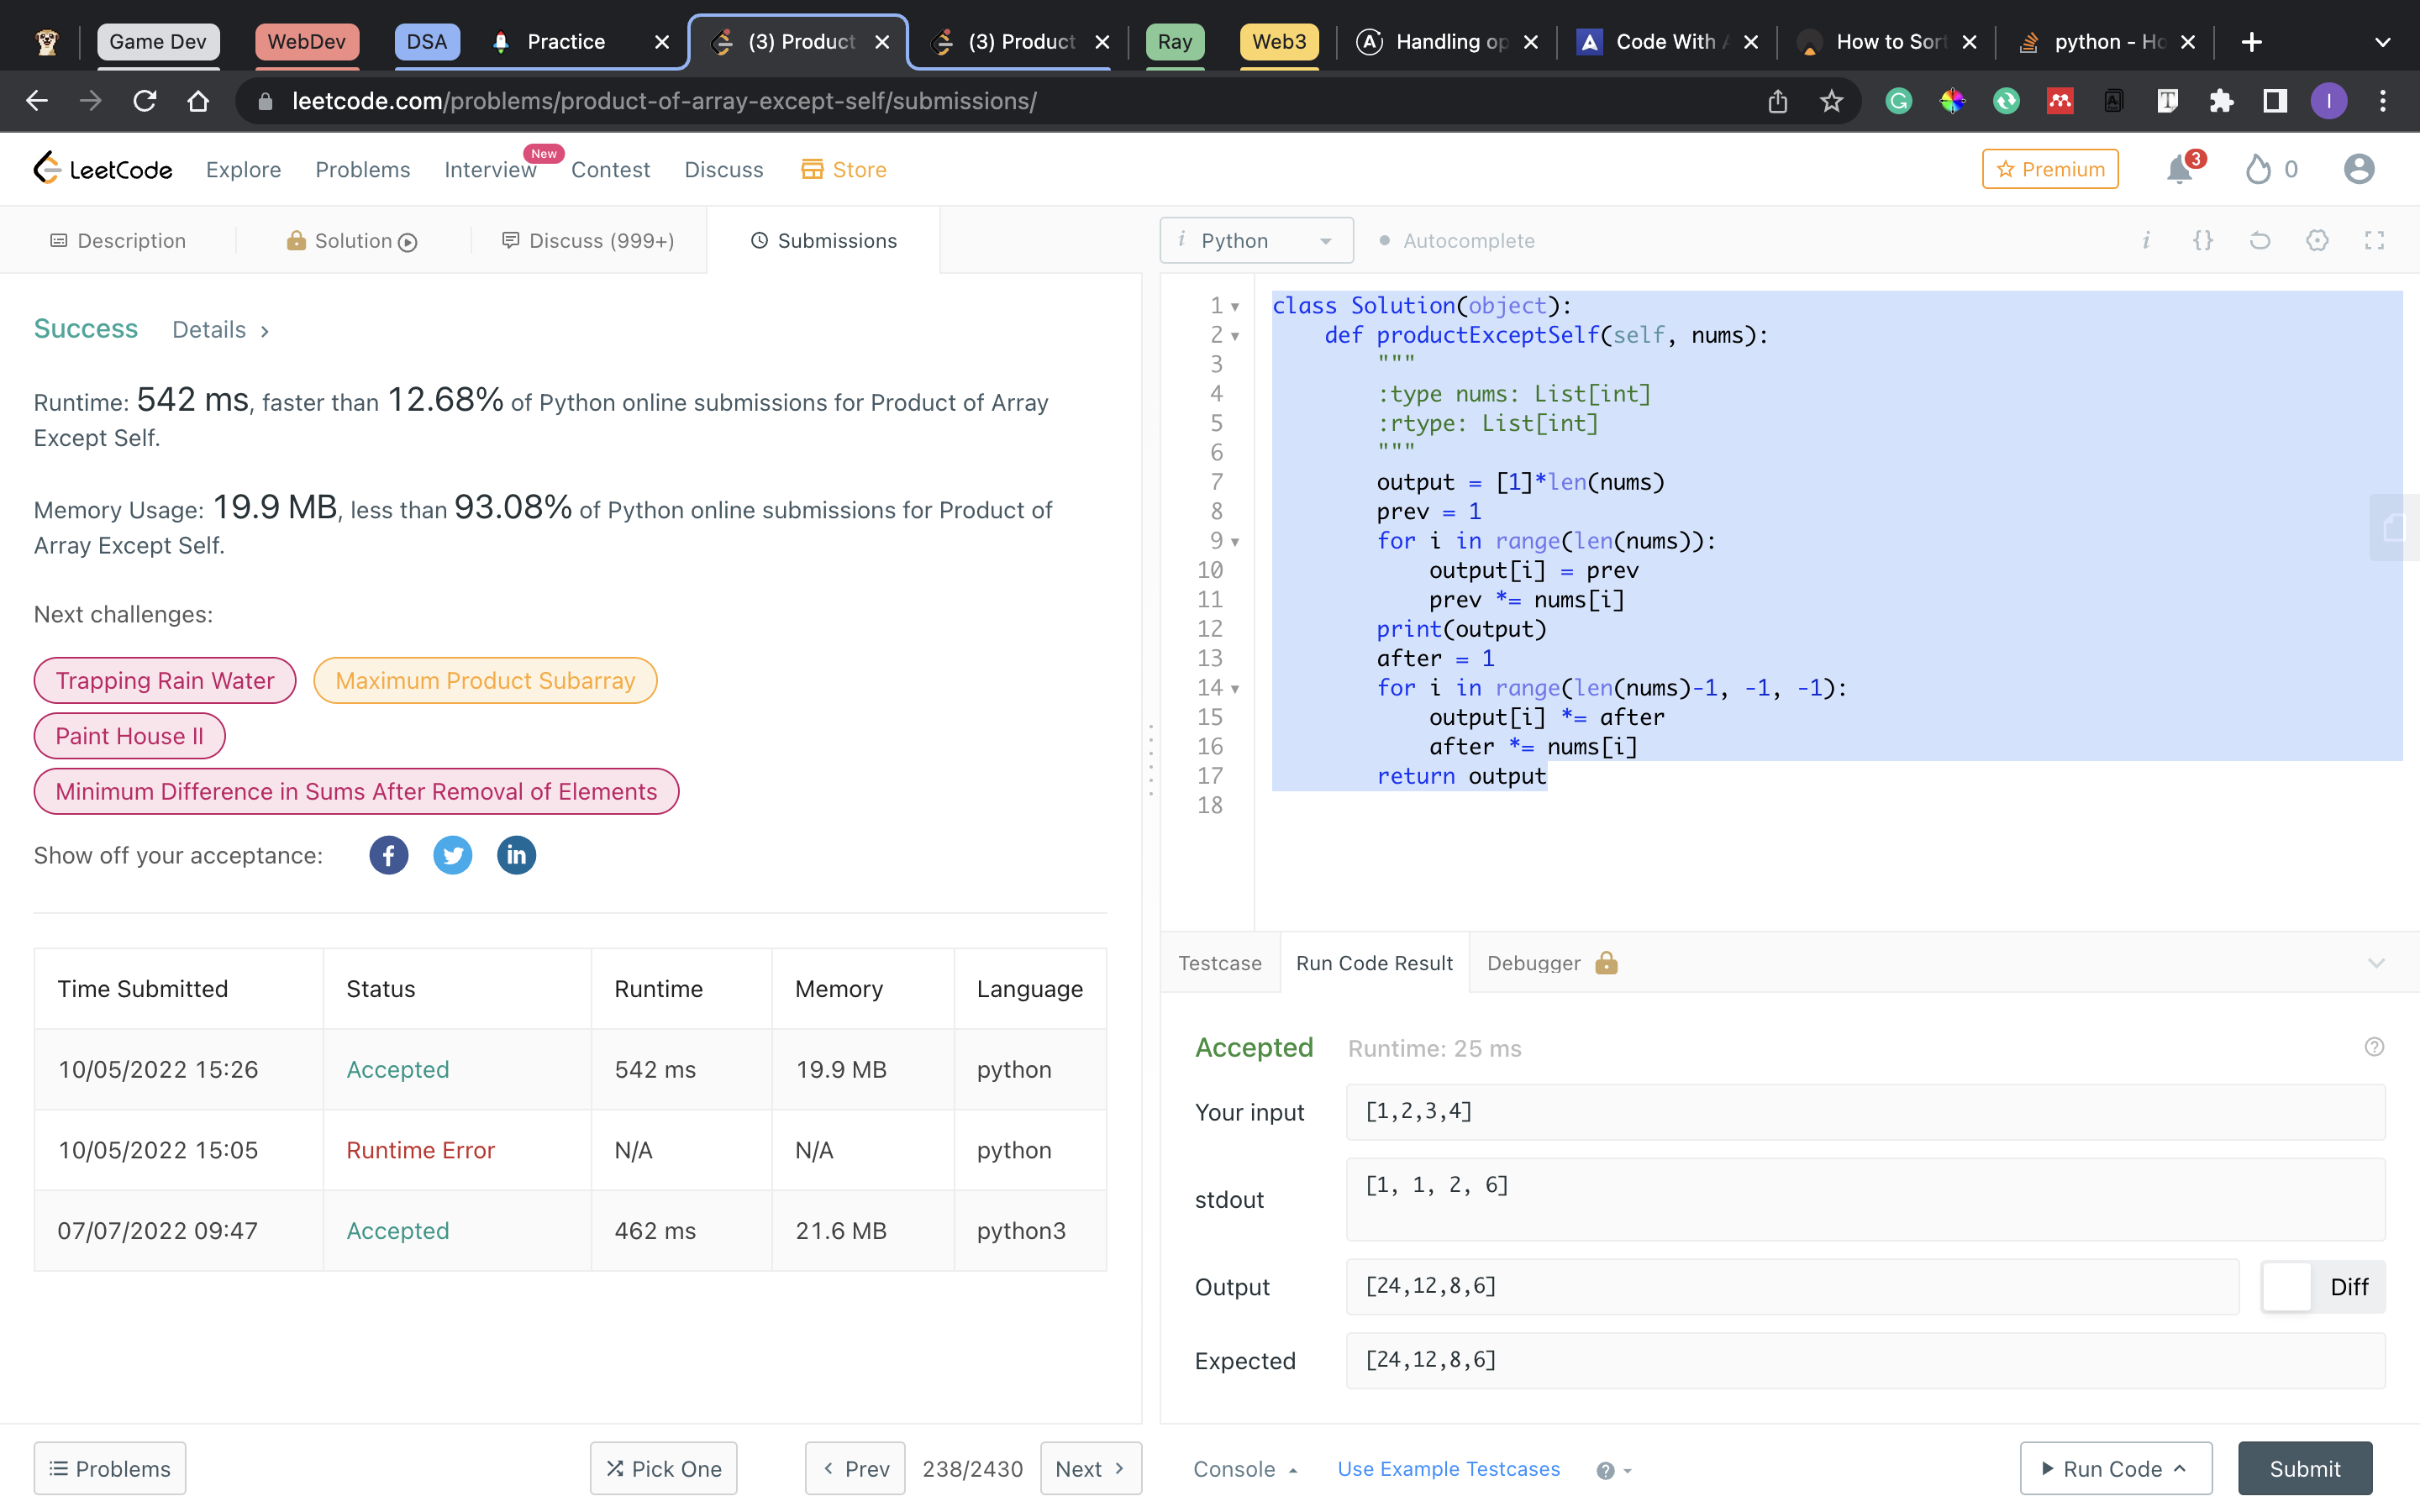 Game Dev WebDev DSA Practice (3) Product (3) Product Ray Web3 Handling op Code With How to Sort python - Ho
leetcode.com/problems/product-of-array-except-self/submissions/
LeetCode Explore Problems Interview New Contest Discuss Store Premium 3 0
Description Solution Discuss (999+) Submissions
i Python Autocomplete
Success Details
Runtime: 542 ms, faster than 12.68% of Python online submissions for Product of Array
Except Self.
Memory Usage: 19.9 MB, less than 93.08% of Python online submissions for Product of
Array Except Self.
Next challenges:
Trapping Rain Water Maximum Product Subarray
Paint House II
Minimum Difference in Sums After Removal of Elements
Show off your acceptance:
Time Submitted Status Runtime Memory Language
10/05/2022 15:26 Accepted 542 ms 19.9 MB python
10/05/2022 15:05 Runtime Error N/A N/A python
07/07/2022 09:47 Accepted 462 ms 21.6 MB python3
Problems Pick One Prev 238/2430 Next
1 class Solution(object):
2 def productExceptSelf(self, nums):
3 """
4 :type nums: List[int]
5 :rtype: List[int]
6 """
7 output = [1]*len(nums)
8 prev = 1
9 for i in range(len(nums)):
10 output[i] = prev
11 prev *= nums[i]
12 print(output)
13 after = 1
14 for i in range(len(nums)-1, -1, -1):
15 output[i] *= after
16 after *= nums[i]
17 return output
18
Testcase Run Code Result Debugger
Accepted Runtime: 25 ms
Your input [1,2,3,4]
stdout [1, 1, 2, 6]
Output [24,12,8,6] Diff
Expected [24,12,8,6]
Console Use Example Testcases Run Code Submit